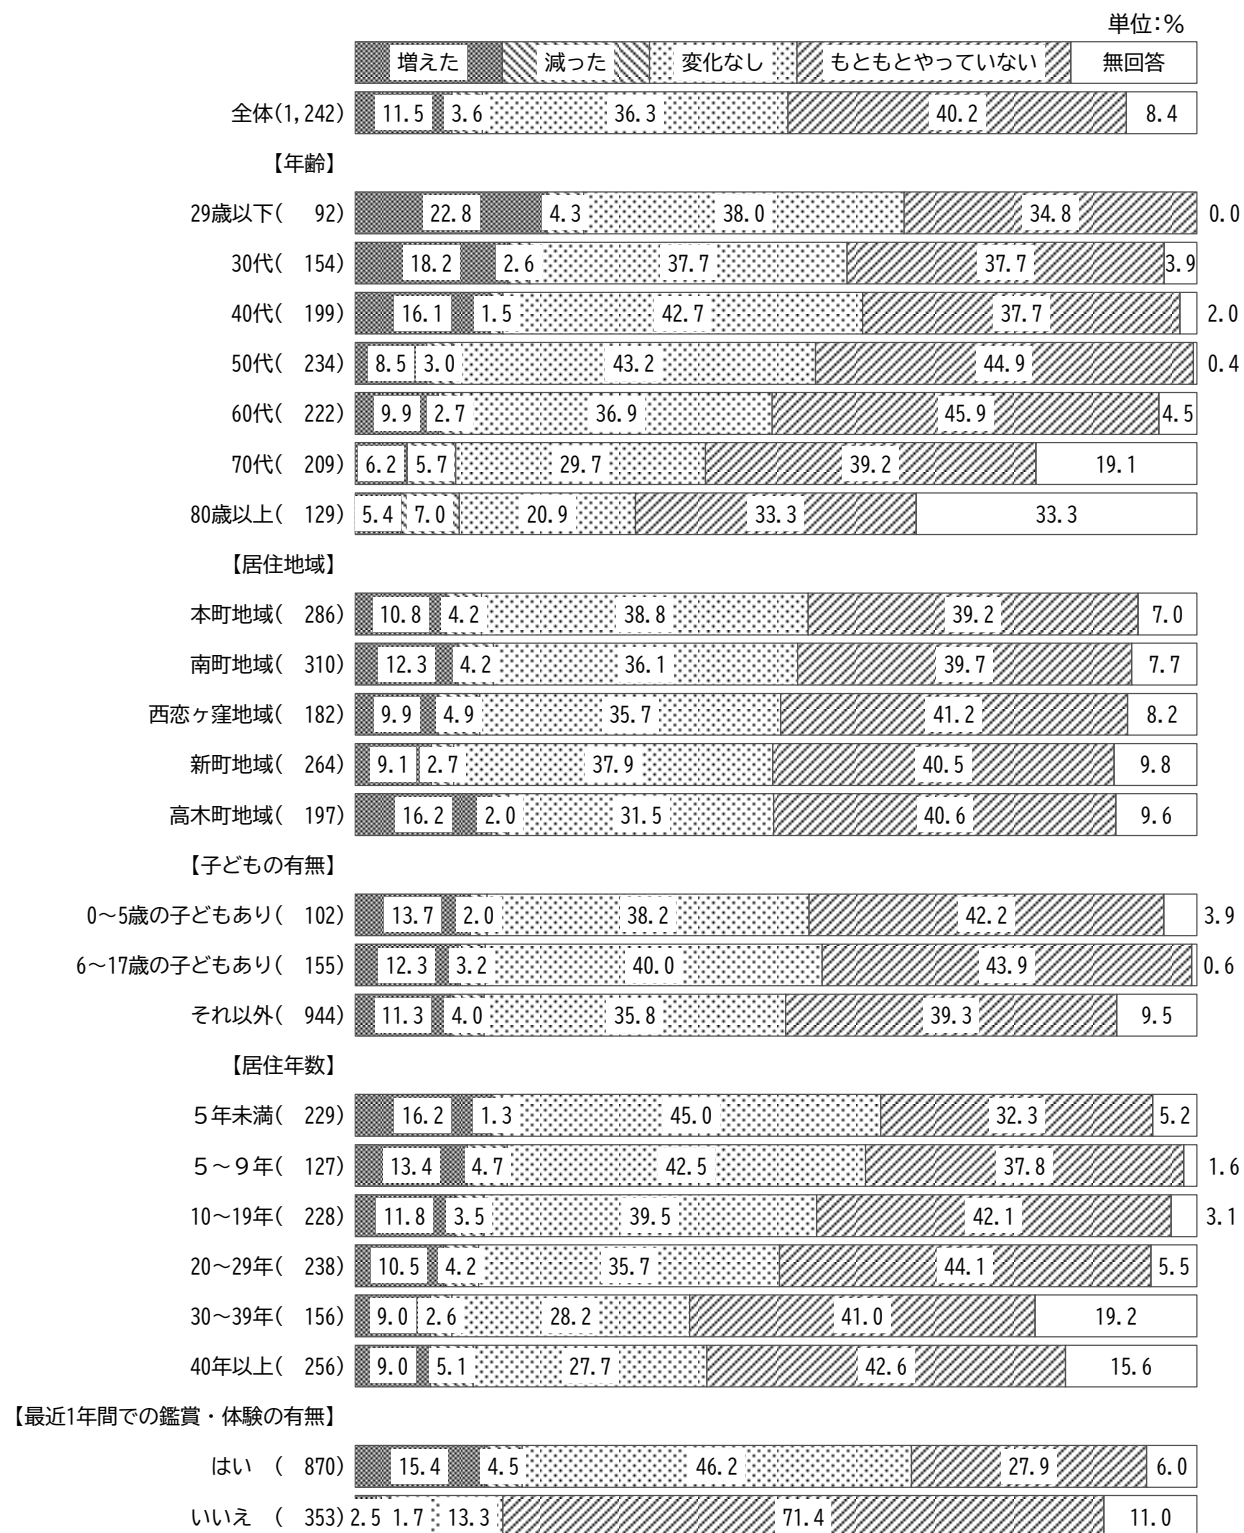 単位：％
増えた 減った 変化なし もともとやっていない 無回答
全体(1,242) 11.5 3.6 36.3 40.2 8.4
【年齢】
29歳以下( 92) 22.8 4.3 38.0 34.8 0.0
30代( 154) 18.2 2.6 37.7 37.7 3.9
40代( 199) 16.1 1.5 42.7 37.7 2.0
50代( 234) 8.5 3.0 43.2 44.9 0.4
60代( 222) 9.9 2.7 36.9 45.9 4.5
70代( 209) 6.2 5.7 29.7 39.2 19.1
80歳以上( 129) 5.4 7.0 20.9 33.3 33.3
【居住地域】
本町地域( 286) 10.8 4.2 38.8 39.2 7.0
南町地域( 310) 12.3 4.2 36.1 39.7 7.7
西恋ヶ窪地域( 182) 9.9 4.9 35.7 41.2 8.2
新町地域( 264) 9.1 2.7 37.9 40.5 9.8
高木町地域( 197) 16.2 2.0 31.5 40.6 9.6
【子どもの有無】
0～5歳の子どもあり( 102) 13.7 2.0 38.2 42.2 3.9
6～17歳の子どもあり( 155) 12.3 3.2 40.0 43.9 0.6
それ以外( 944) 11.3 4.0 35.8 39.3 9.5
【居住年数】
５年未満( 229) 16.2 1.3 45.0 32.3 5.2
５～９年( 127) 13.4 4.7 42.5 37.8 1.6
10～19年( 228) 11.8 3.5 39.5 42.1 3.1
20～29年( 238) 10.5 4.2 35.7 44.1 5.5
30～39年( 156) 9.0 2.6 28.2 41.0 19.2
40年以上( 256) 9.0 5.1 27.7 42.6 15.6
【最近1年間での鑑賞・体験の有無】
はい ( 870) 15.4 4.5 46.2 27.9 6.0
いいえ ( 353) 2.5 1.7 13.3 71.4 11.0